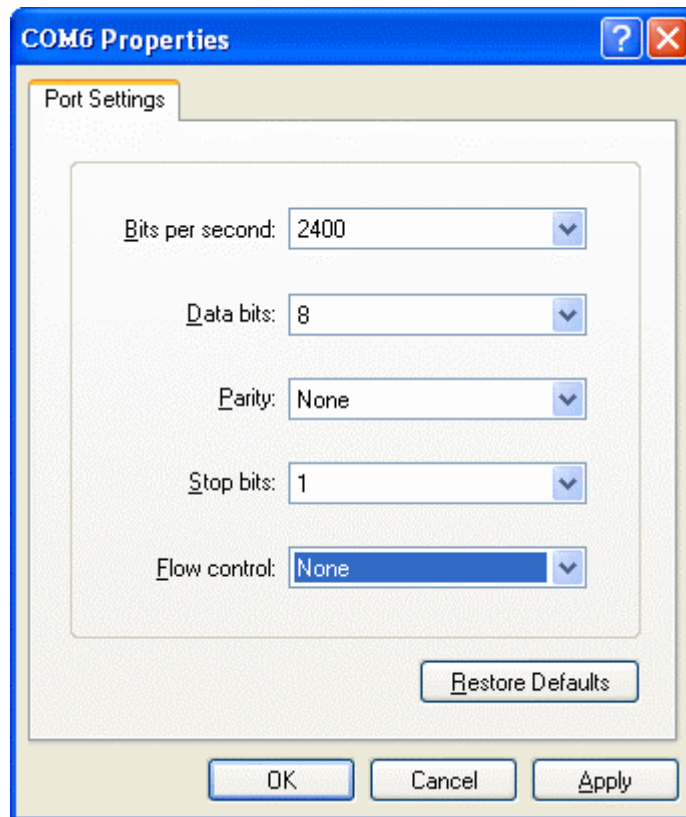 COM6 Properties
Port Settings
Bits per second: 2400
Data bits: 8
Parity: None
Stop bits: 1
Flow control: None
Restore Defaults
OK Cancel Apply